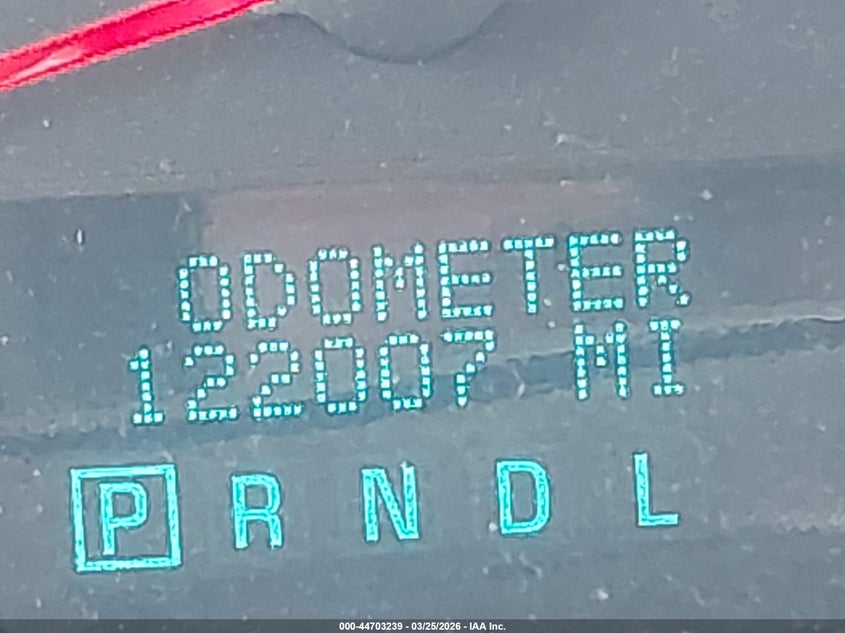 ODOMETER
122007 MI
P R N D L
000-44703239 - 03/25/2026 - IAA Inc.